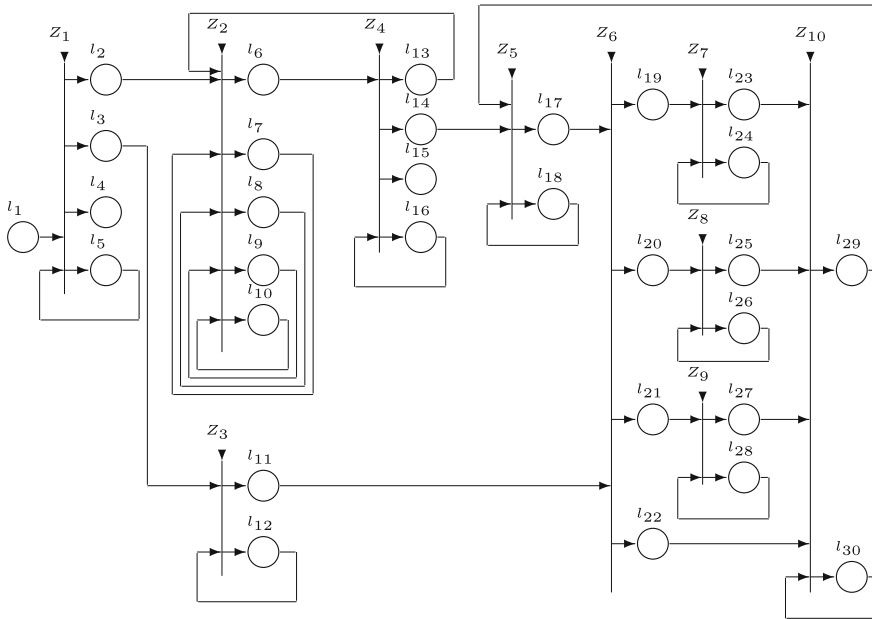 Z₁
Z₂
Z₄
Z₆
Z₇
Z₁₀
l₂
l₆
l₁₃
Z₅
l₁₉
l₂₃
l₁₄
l₁₇
l₃
l₇
l₂₄
l₁₅
l₁₈
l₄
l₈
l₁
l₁₆
Z₈
l₅
l₉
l₂₀
l₂₅
l₂₉
l₁₀
l₂₆
Z₉
l₂₁
l₂₇
Z₃
l₂₈
l₁₁
l₂₂
l₁₂
l₃₀